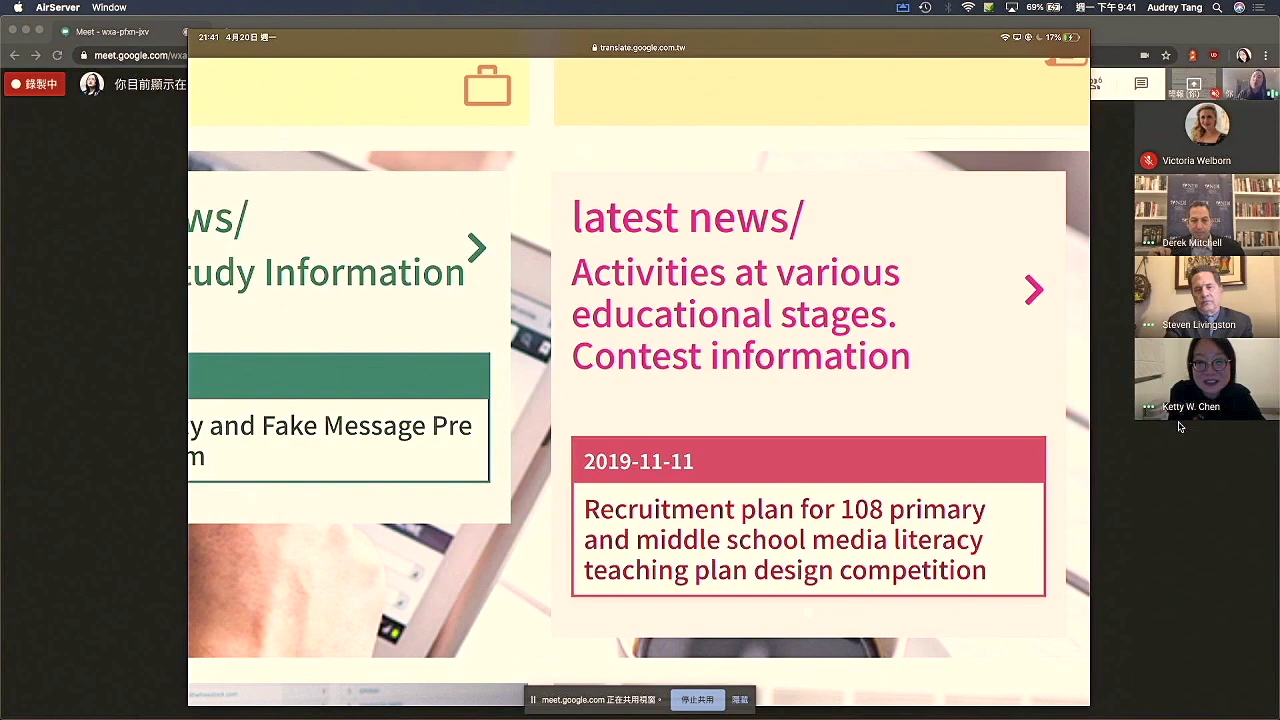 AirServer Window
69% 週一 下午9:41 Audrey Tang
Meet - wxa-pfxn-jxv
meet.google.com/wxa
錄製中
你目前顯示在
21:41 4月20日 週一
translate.google.com.tw
17%
ws/
tudy Information
y and Fake Message Pre
m
latest news/
Activities at various
educational stages.
Contest information
2019-11-11
Recruitment plan for 108 primary
and middle school media literacy
teaching plan design competition
Victoria Welborn
Derek Mitchell
Steven Livingston
Ketty W. Chen
meet.google.com 正在共用視窗。 停止共用 隱藏